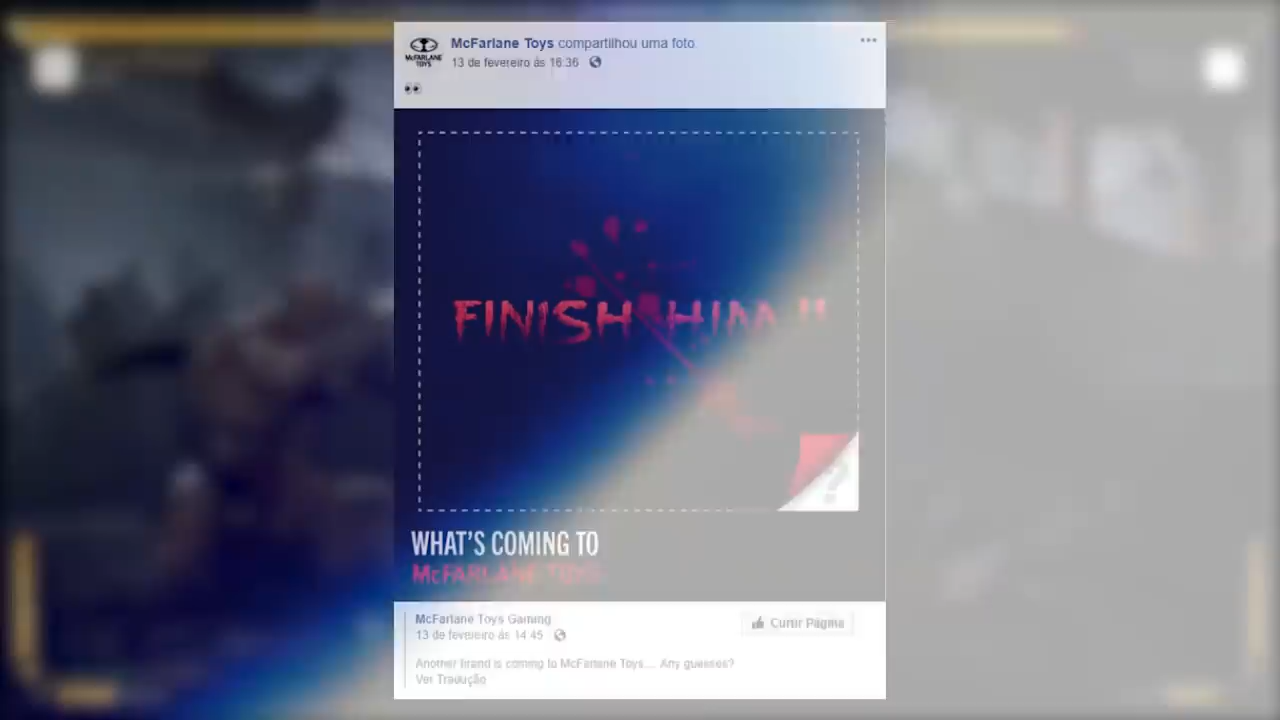 McFARLANE
TOYS
McFarlane Toys compartilhou uma foto.
13 de fevereiro às 16:36
FINISH HIM!!
?
WHAT'S COMING TO
McFARLANE TOYS
McFarlane Toys Gaming
13 de fevereiro às 14:45
Curtir Página
Another brand is coming to McFarlane Toys.... Any guesses?
Ver Tradução